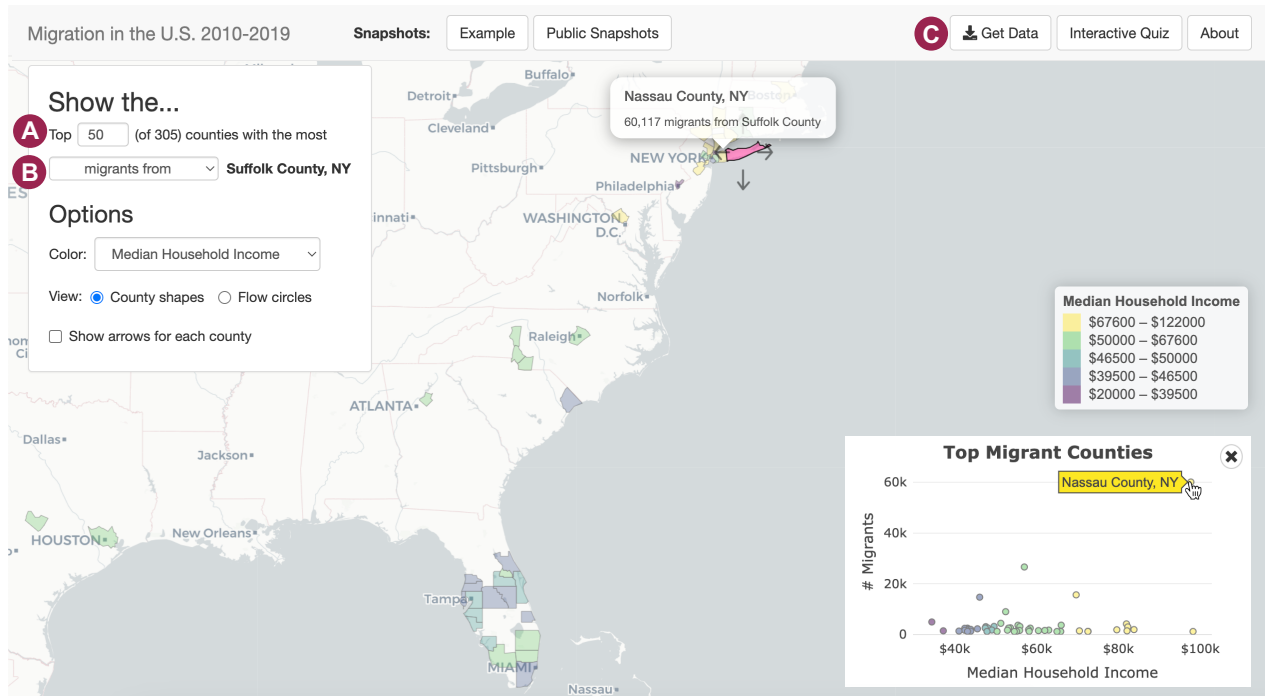 Migration in the U.S. 2010-2019
Snapshots:
Example
Public Snapshots
C
Get Data
Interactive Quiz
About
Show the...
A
Top 50 (of 305) counties with the most
B
migrants from
Suffolk County, NY
Options
Color: Median Household Income
View: County shapes Flow circles
Show arrows for each county
Buffalo
Detroit
Boston
Nassau County, NY
60,117 migrants from Suffolk County
Cleveland
NEW YORK
Pittsburgh
Philadelphia
ES
innati
WASHINGTON
D.C.
Norfolk
Raleigh
Ci
ATLANTA
Dallas
Jackson
New Orleans
HOUSTON
Tampa
MIAMI
Nassau
Median Household Income
$67600 – $122000
$50000 – $67600
$46500 – $50000
$39500 – $46500
$20000 – $39500
Top Migrant Counties
Nassau County, NY
60k
40k
20k
0
# Migrants
$40k
$60k
$80k
$100k
Median Household Income